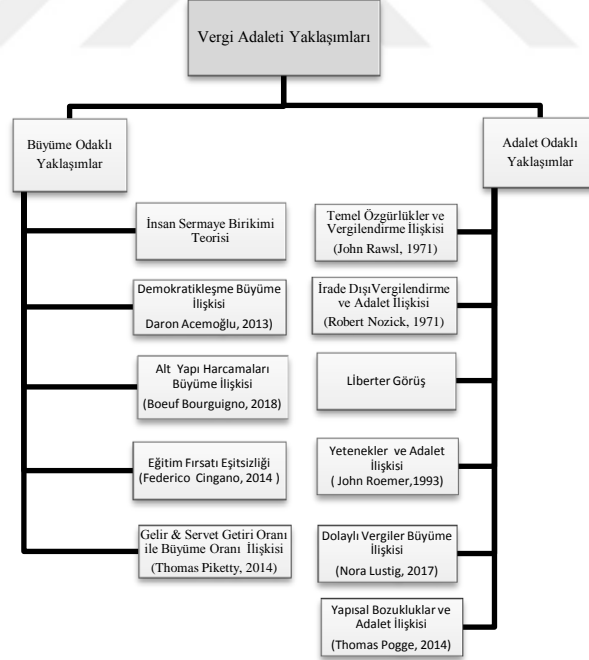 Vergi Adaleti Yaklaşımları
Büyüme Odaklı
Yaklaşımlar
İnsan Sermaye Birikimi
Teorisi
Demokratikleşme Büyüme
İlişkisi
Daron Acemoğlu, 2013)
Alt Yapı Harcamaları
Büyüme İlişkisi
(Boeuf Bourguigno, 2018)
Eğitim Fırsatı Eşitsizliği
(Federico Cingano, 2014 )
Gelir & Servet Getiri Oranı
ile Büyüme Oranı İlişkisi
(Thomas Piketty, 2014)
Adalet Odaklı
Yaklaşımlar
Temel Özgürlükler ve
Vergilendirme İlişkisi
(John Rawsl, 1971)
İrade DışıVergilendirme
ve Adalet İlişkisi
(Robert Nozick, 1971)
Lİberter Görüş
Yetenekler ve Adalet
İlişkisi
( John Roemer,1993)
Dolaylı Vergiler Büyüme
İlişkisi
(Nora Lustig, 2017)
Yapısal Bozukluklar ve
Adalet İlişkisi
(Thomas Pogge, 2014)